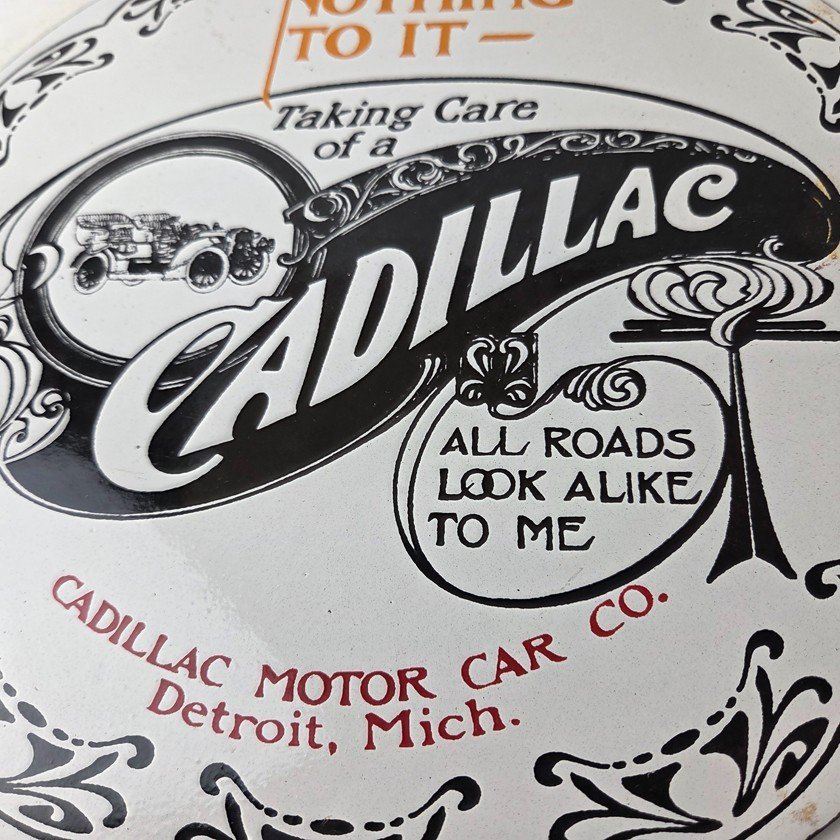 NOTHING
TO IT —
Taking Care
of a
CADILLAC
ALL ROADS
LOOK ALIKE
TO ME
CADILLAC MOTOR CAR CO.
Detroit, Mich.